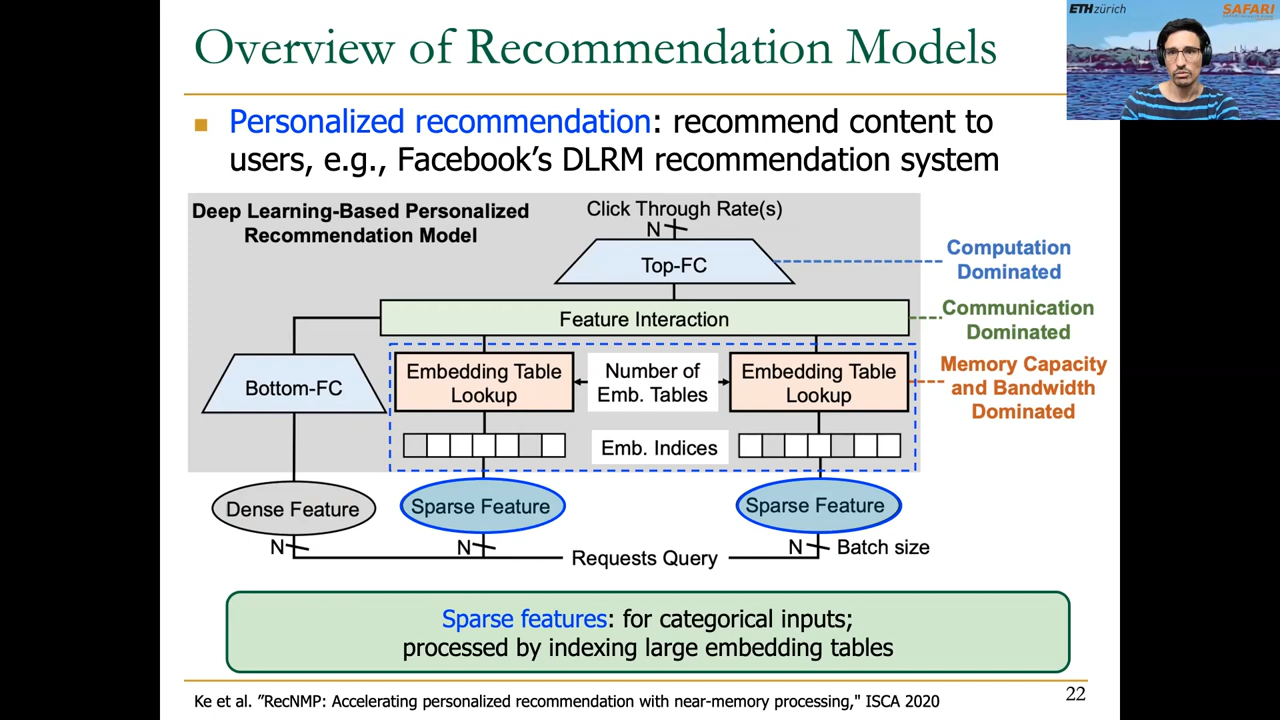 Overview of Recommendation Models
ETH zürich
SAFARI
Personalized recommendation: recommend content to
users, e.g., Facebook’s DLRM recommendation system
Deep Learning-Based Personalized
Recommendation Model
Click Through Rate(s)
N
Top-FC
Computation
Dominated
Feature Interaction
Communication
Dominated
Bottom-FC
Embedding Table
Lookup
Number of
Emb. Tables
Embedding Table
Lookup
Memory Capacity
and Bandwidth
Dominated
Emb. Indices
Dense Feature
Sparse Feature
Sparse Feature
N
N
N
Batch size
Requests Query
Sparse features: for categorical inputs;
processed by indexing large embedding tables
Ke et al. ”RecNMP: Accelerating personalized recommendation with near-memory processing," ISCA 2020
22